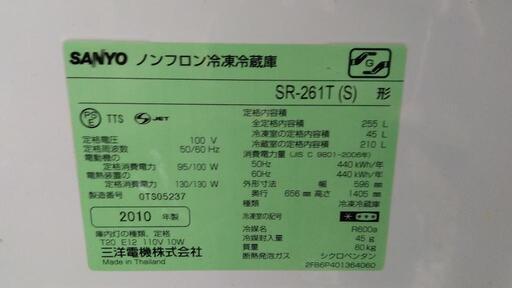 SANYO ノンフロン冷凍冷蔵庫
G
SR-261T (S) 形
PS E TTS S JET
定格電圧 100 V
定格周波数 50/60 Hz
電動機の
定格消費電力 95/100 W
電熱装置の
定格消費電力 130/130 W
製造番号 0TS05237
2010 年製
庫内灯の種類、定格
T20 E12 110V 10W
三洋電機株式会社
Made in Thailand
定格内容積
全定格内容積 255 L
冷凍室の定格内容積 45 L
冷蔵室の定格内容積 210 L
消費電力量 (JIS C 9801-2006年)
50Hz 440 kWh/年
60Hz 440 kWh/年
外形寸法 幅 596 mm
奥行 656 mm 高さ 1405 mm
種類 冷凍冷蔵庫
冷凍室の記号
冷媒名 R600a
冷媒封入量 45 g
質量 60 kg
断熱発泡ガス シクロペンタン
2FB6P401364060